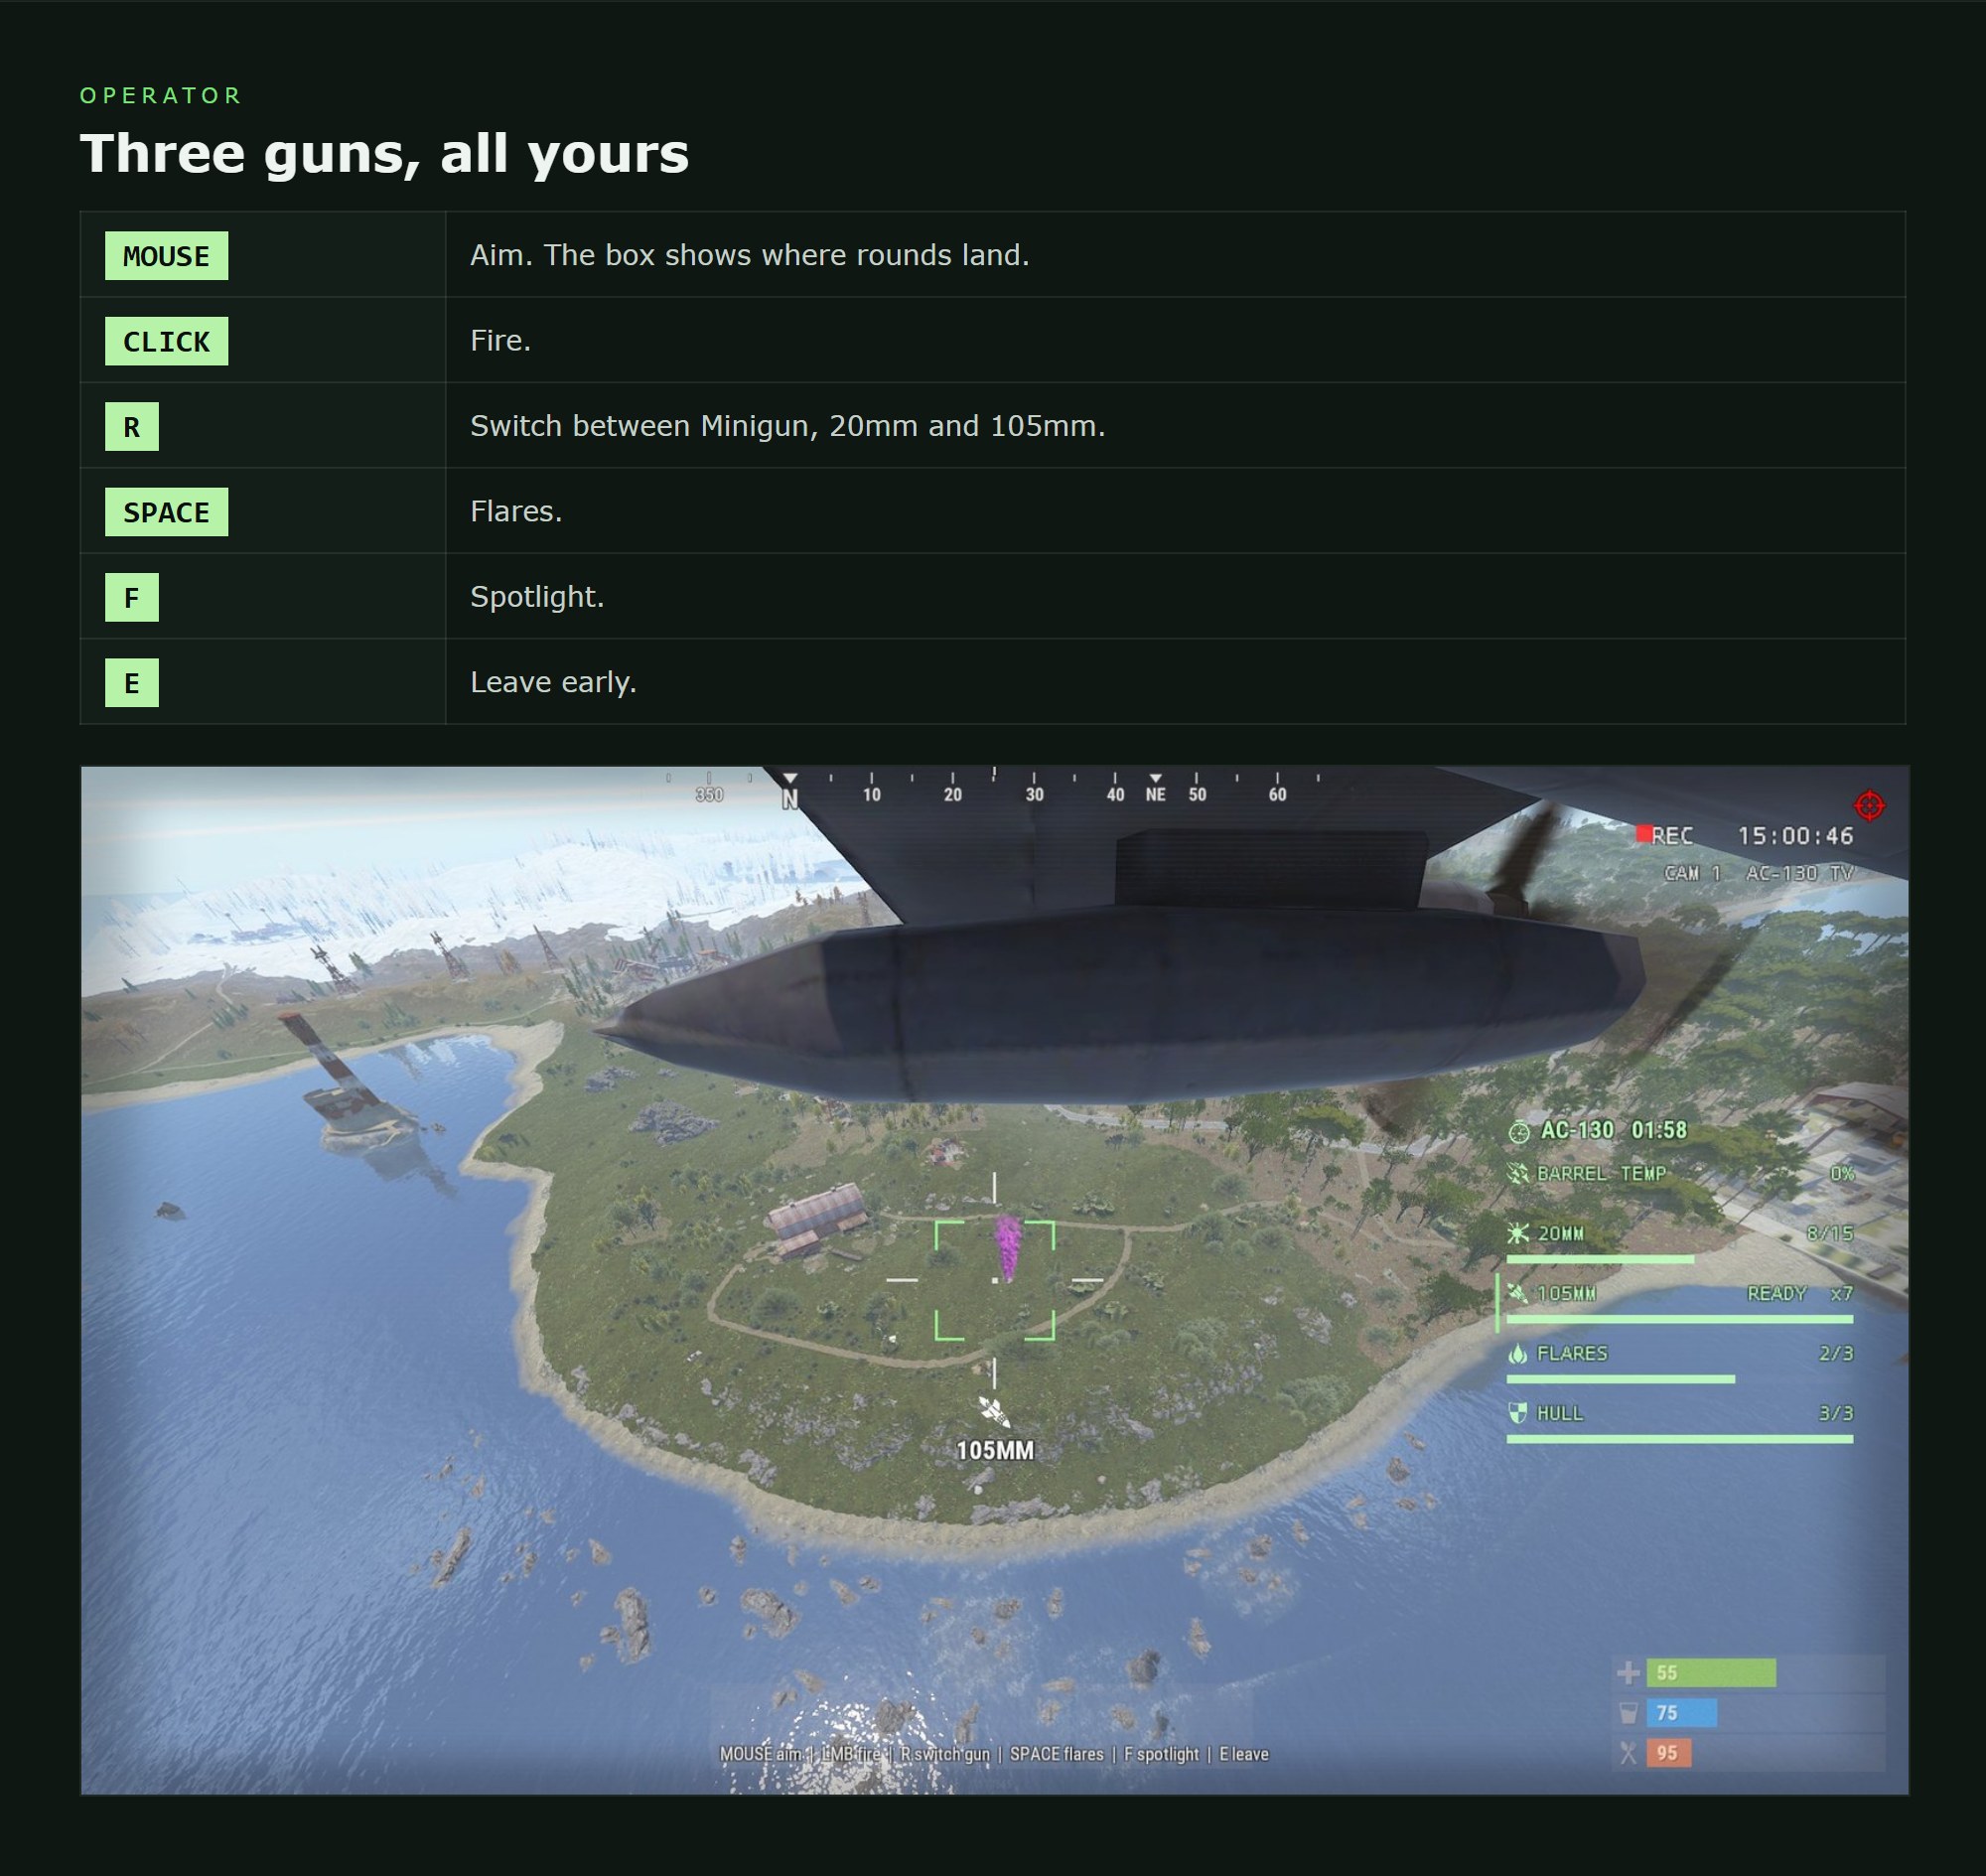 OPERATOR
Three guns, all yours
MOUSE Aim. The box shows where rounds land.
CLICK Fire.
R Switch between Minigun, 20mm and 105mm.
SPACE Flares.
F Spotlight.
E Leave early.
350 N 10 20 30 40 NE 50 60
REC 15:00:46
CAM 1 AC-130 TV
AC-130 01:58
BARREL TEMP 0%
20MM 8/15
105MM READY x7
FLARES 2/3
HULL 3/3
105MM
55
75
95
MOUSE aim | LMB fire | R switch gun | SPACE flares | F spotlight | E leave